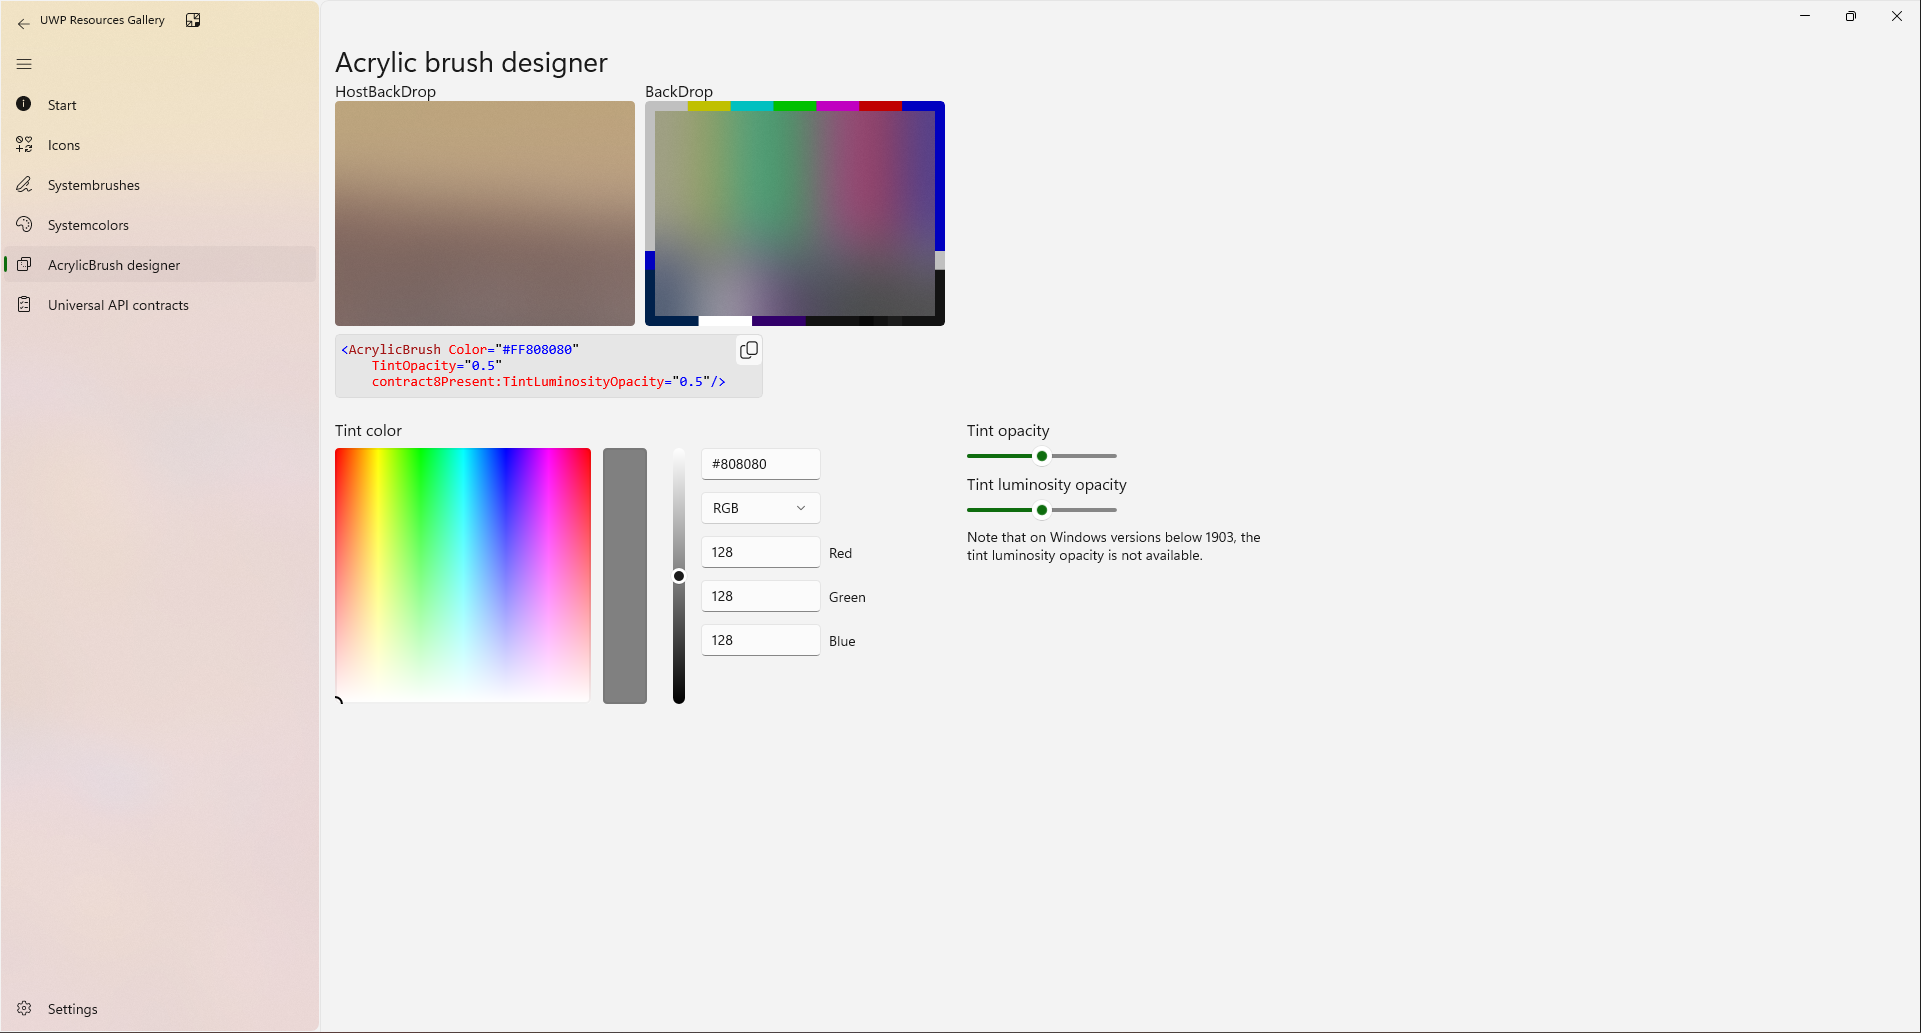 UWP Resources Gallery
Start
Icons
Systembrushes
Systemcolors
AcrylicBrush designer
Universal API contracts
Settings
Acrylic brush designer
HostBackDrop
BackDrop
<AcrylicBrush Color="#FF808080"
TintOpacity="0.5"
contract8Present:TintLuminosityOpacity="0.5"/>
Tint color
#808080
RGB
128 Red
128 Green
128 Blue
Tint opacity
Tint luminosity opacity
Note that on Windows versions below 1903, the
tint luminosity opacity is not available.